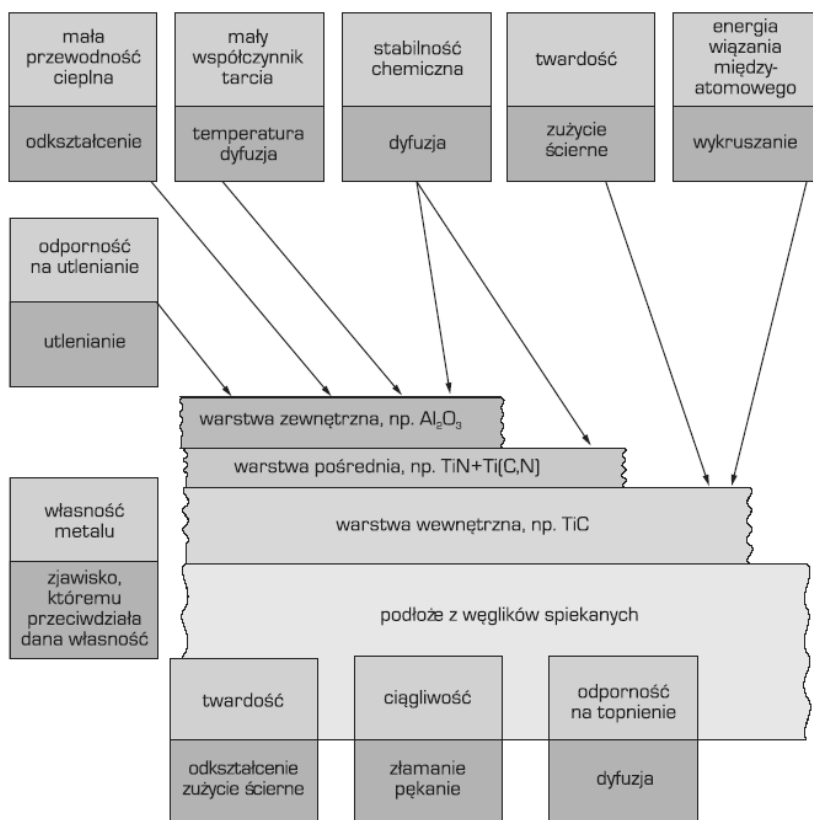 mała
przewodność
cieplna
odkształcenie
mały
współczynnik
tarcia
temperatura
dyfuzja
stabilność
chemiczna
dyfuzja
twardość
zużycie
ścierne
energia
wiązania
między-
atomowego
wykruszanie
odporność
na utlenianie
utlenianie
warstwa zewnętrzna, np. Al₂O₃
warstwa pośrednia, np. TiN+Ti(C,N)
warstwa wewnętrzna, np. TiC
podłoże z węglików spiekanych
własność
metalu
zjawisko,
któremu
przeciwdziała
dana własność
twardość
odkształcenie
zużycie ścierne
ciągliwość
złamanie
pękanie
odporność
na topnienie
dyfuzja